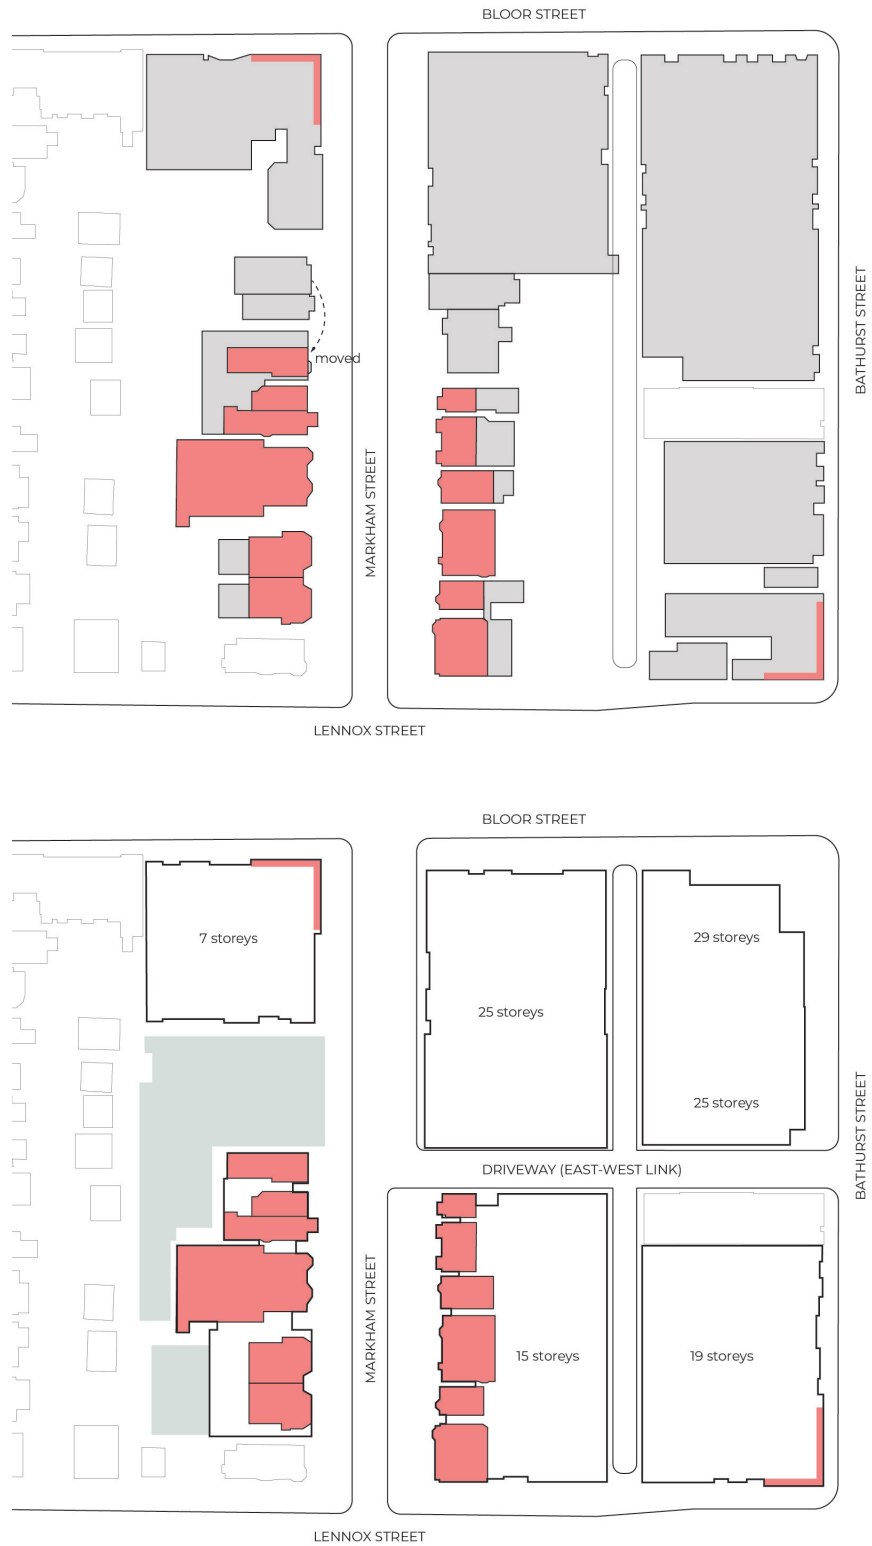 BLOOR STREET
BATHURST STREET
moved
MARKHAM STREET
LENNOX STREET
BLOOR STREET
7 storeys
29 storeys
25 storeys
25 storeys
BATHURST STREET
DRIVEWAY (EAST-WEST LINK)
MARKHAM STREET
15 storeys
19 storeys
LENNOX STREET